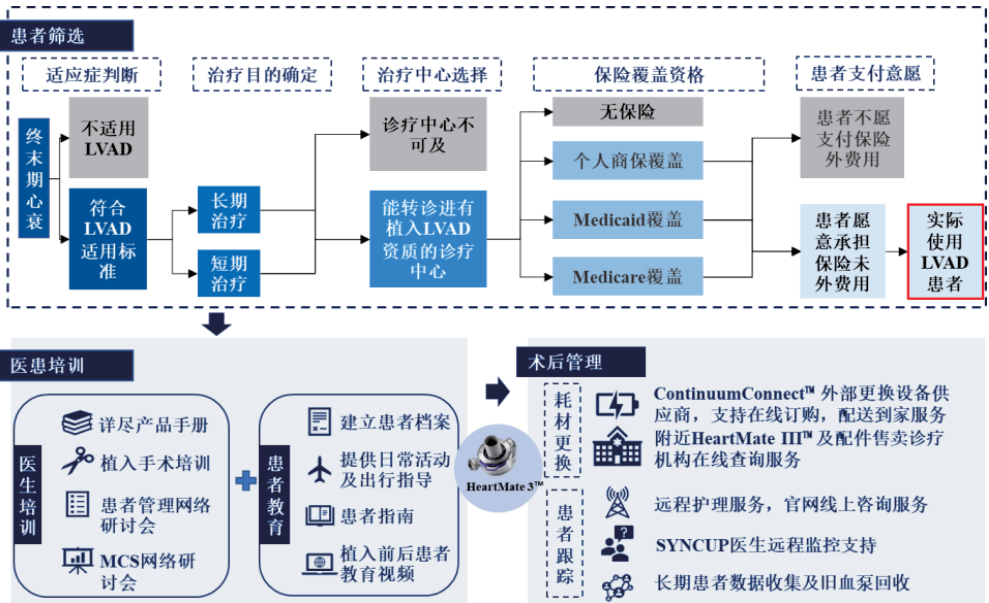 患者筛选
适应症判断
治疗目的确定
治疗中心选择
保险覆盖资格
患者支付意愿
终末期心衰
不适用
LVAD
符合
LVAD
适用标
准
长期
治疗
短期
治疗
诊疗中心不
可及
能转诊进有
植入LVAD
资质的诊疗
中心
无保险
个人商保覆盖
Medicaid覆盖
Medicare覆盖
患者不愿
支付保险
外费用
患者愿
意承担
保险未
外费用
实际
使用
LVAD
患者
医患培训
医生培训
详尽产品手册
植入手术培训
患者管理网络
研讨会
MCS网络研
讨会
患者教育
建立患者档案
提供日常活动
及出行指导
患者指南
植入前后患者
教育视频
HeartMate 3™
术后管理
耗材更换
ContinuumConnect™ 外部更换设备供
应商，支持在线订购，配送到家服务
附近HeartMate III™ 及配件售卖诊疗
机构在线查询服务
患者跟踪
远程护理服务，官网线上咨询服务
SYNCUP医生远程监控支持
长期患者数据收集及旧血泵回收